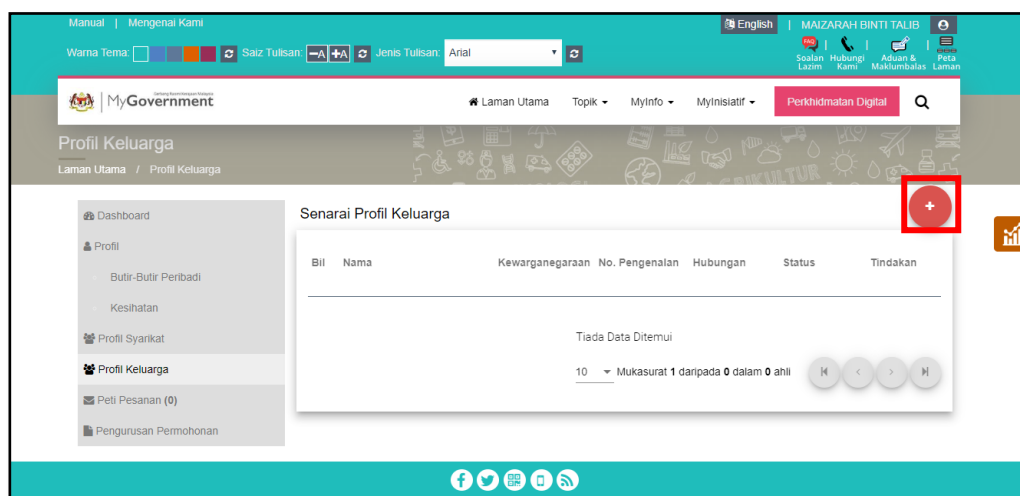 Manual | Mengenai Kami
English | MAIZARAH BINTI TALIB
Warna Tema: Saiz Tulisan: -A +A Jenis Tulisan: Arial
FAQ
Soalan Lazim | Hubungi Kami | Aduan & Maklumbalas | Peta Laman
MyGovernment
Laman Utama Topik MyInfo MyInisiatif Perkhidmatan Digital
Profil Keluarga
Laman Utama / Profil Keluarga
Dashboard
Profil
Butir-Butir Peribadi
Kesihatan
Profil Syarikat
Profil Keluarga
Peti Pesanan (0)
Pengurusan Permohonan
Senarai Profil Keluarga
+
Bil Nama Kewarganegaraan No. Pengenalan Hubungan Status Tindakan
Tiada Data Ditemui
10 Mukasurat 1 daripada 0 dalam 0 ahli